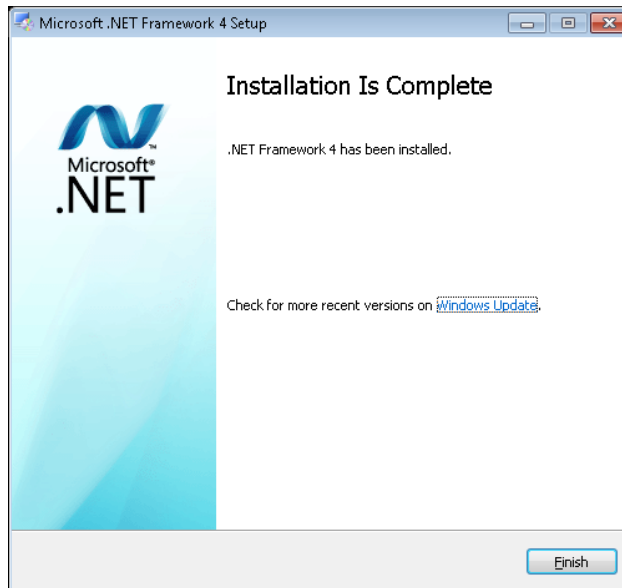 Microsoft .NET Framework 4 Setup
Installation Is Complete
.NET Framework 4 has been installed.
Microsoft®
.NET
Check for more recent versions on Windows Update.
Finish